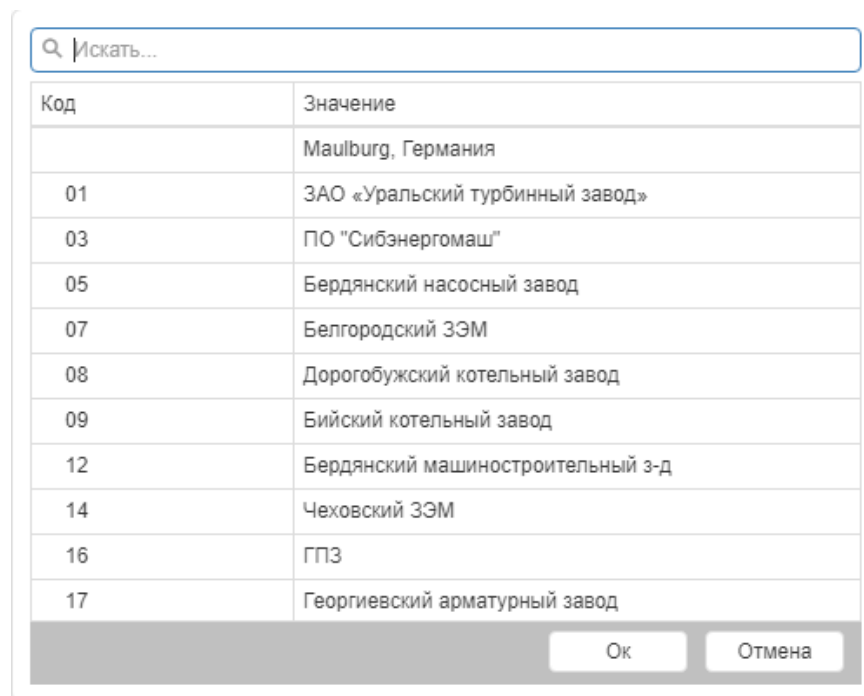 Искать...
Код Значение
Maulburg, Германия
01 ЗАО «Уральский турбинный завод»
03 ПО "Сибэнергомаш"
05 Бердянский насосный завод
07 Белгородский ЗЭМ
08 Дорогобужский котельный завод
09 Бийский котельный завод
12 Бердянский машиностроительный з-д
14 Чеховский ЗЭМ
16 ГПЗ
17 Георгиевский арматурный завод
Ок Отмена